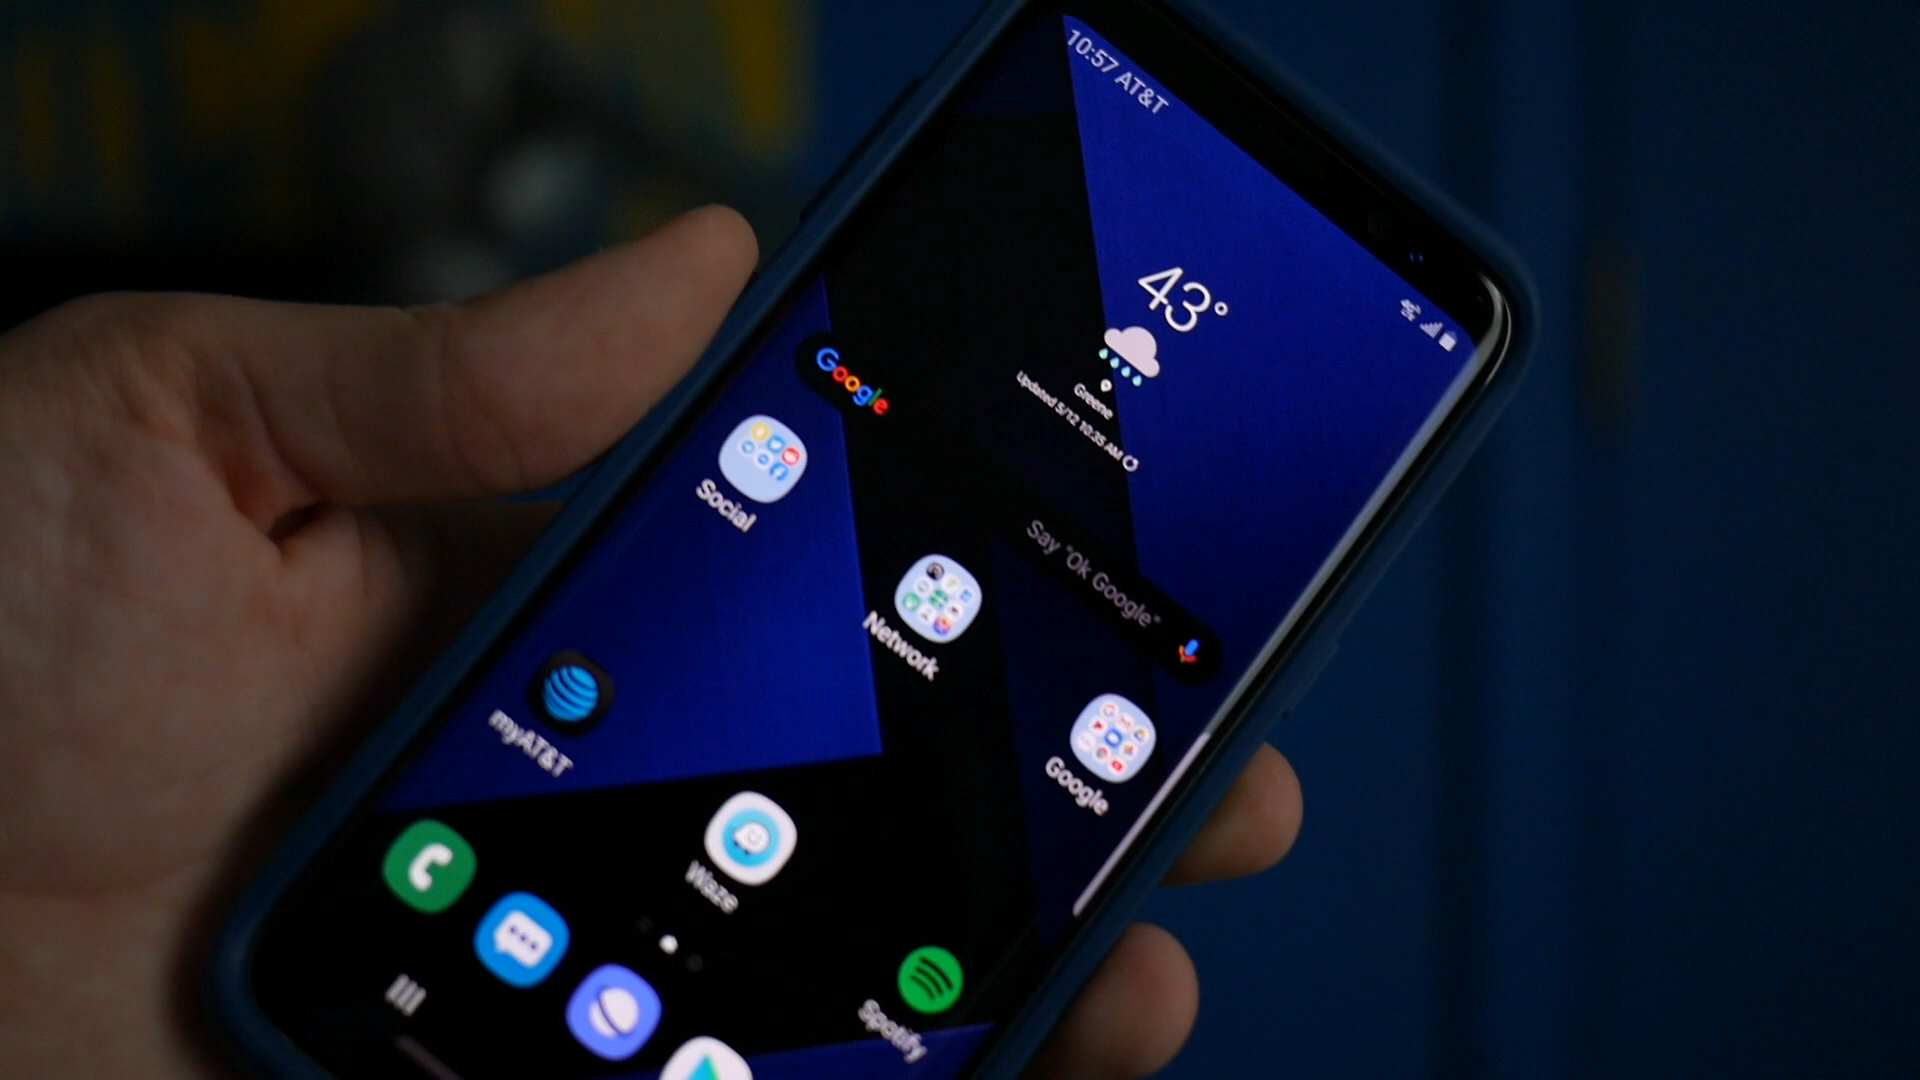 10:57 AT&T
43°
Greene
Updated 5/12 10:35 AM
Google
Say "Ok Google"
Social
Network
Google
myAT&T
Waze
Spotify